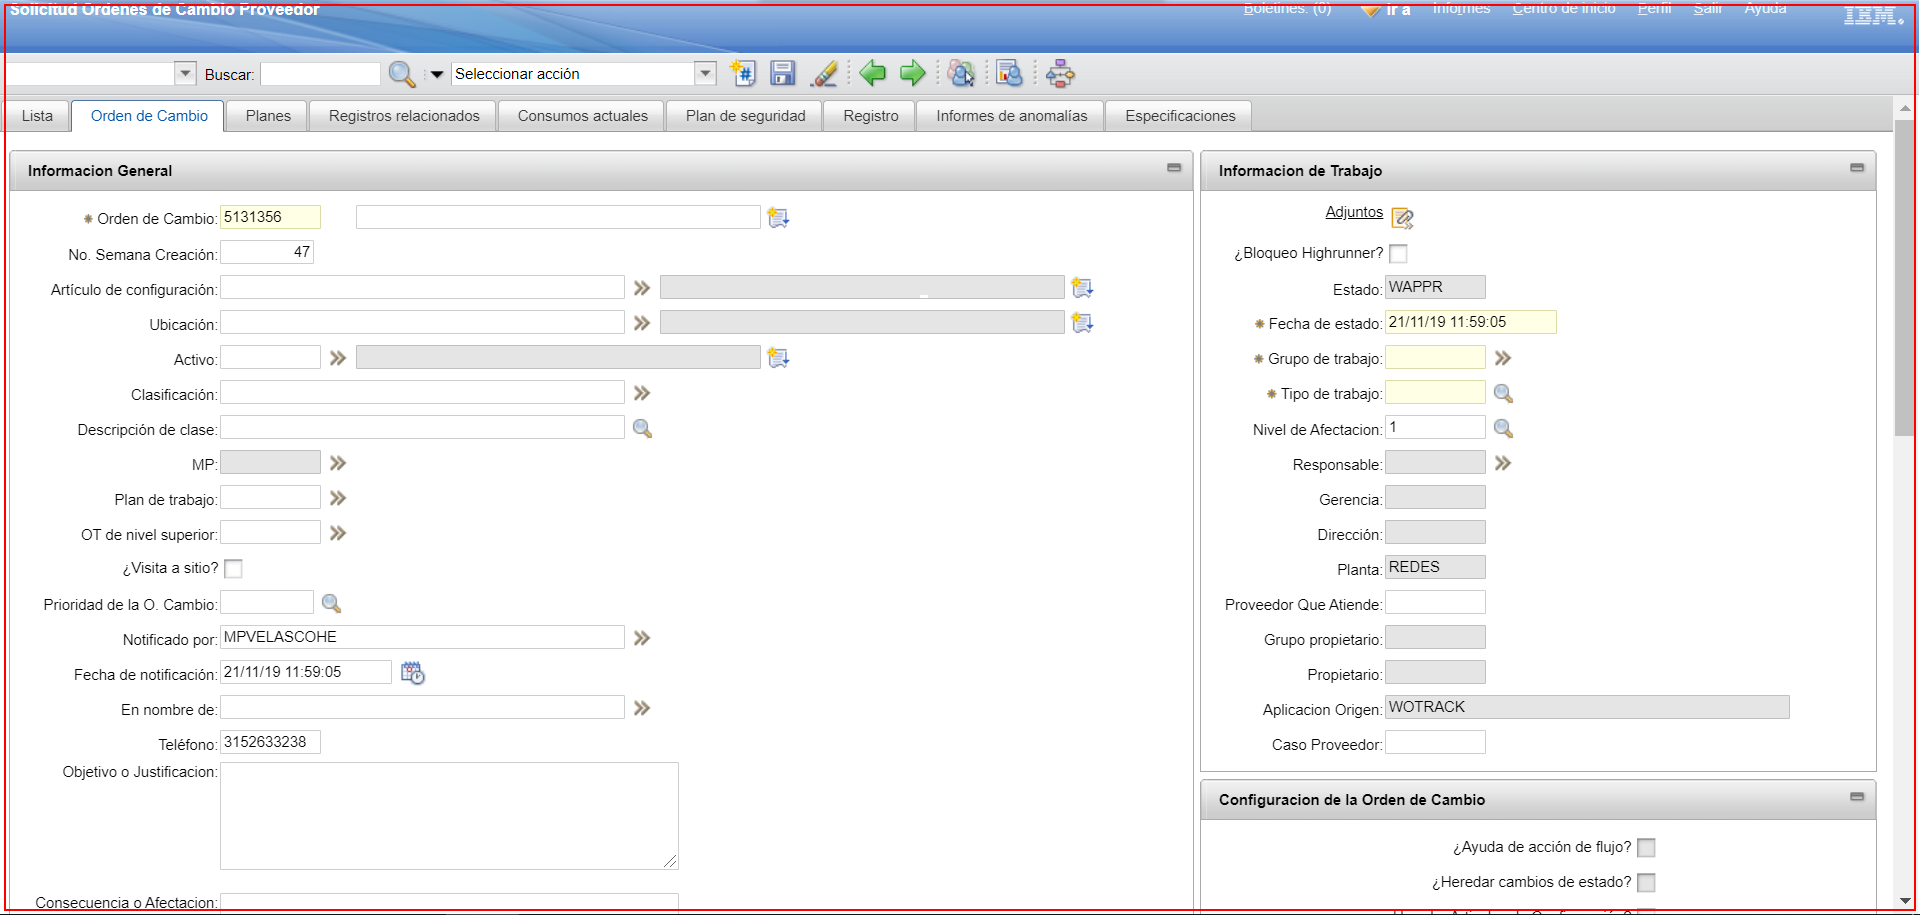 Solicitud Ordenes de Cambio Proveedor
Boletines: (0) Ir a Informes Centro de Inicio Perfil Salir Ayuda IBM.
Buscar: Seleccionar acción
Lista Orden de Cambio Planes Registros relacionados Consumos actuales Plan de seguridad Registro Informes de anomalías Especificaciones
Informacion General
Orden de Cambio: 5131356
No. Semana Creación: 47
Artículo de configuración:
Ubicación:
Activo:
Clasificación:
Descripción de clase:
MP:
Plan de trabajo:
OT de nivel superior:
¿Visita a sitio?
Prioridad de la O. Cambio:
Notificado por: MPVELASCOHE
Fecha de notificación: 21/11/19 11:59:05
En nombre de:
Teléfono: 3152633238
Objetivo o Justificacion:
Consecuencia o Afectacion:
Informacion de Trabajo
Adjuntos
¿Bloqueo Highrunner?
Estado: WAPPR
Fecha de estado: 21/11/19 11:59:05
Grupo de trabajo:
Tipo de trabajo:
Nivel de Afectacion: 1
Responsable:
Gerencia:
Dirección:
Planta: REDES
Proveedor Que Atiende:
Grupo propietario:
Propietario:
Aplicacion Origen: WOTRACK
Caso Proveedor:
Configuracion de la Orden de Cambio
¿Ayuda de acción de flujo?
¿Heredar cambios de estado?